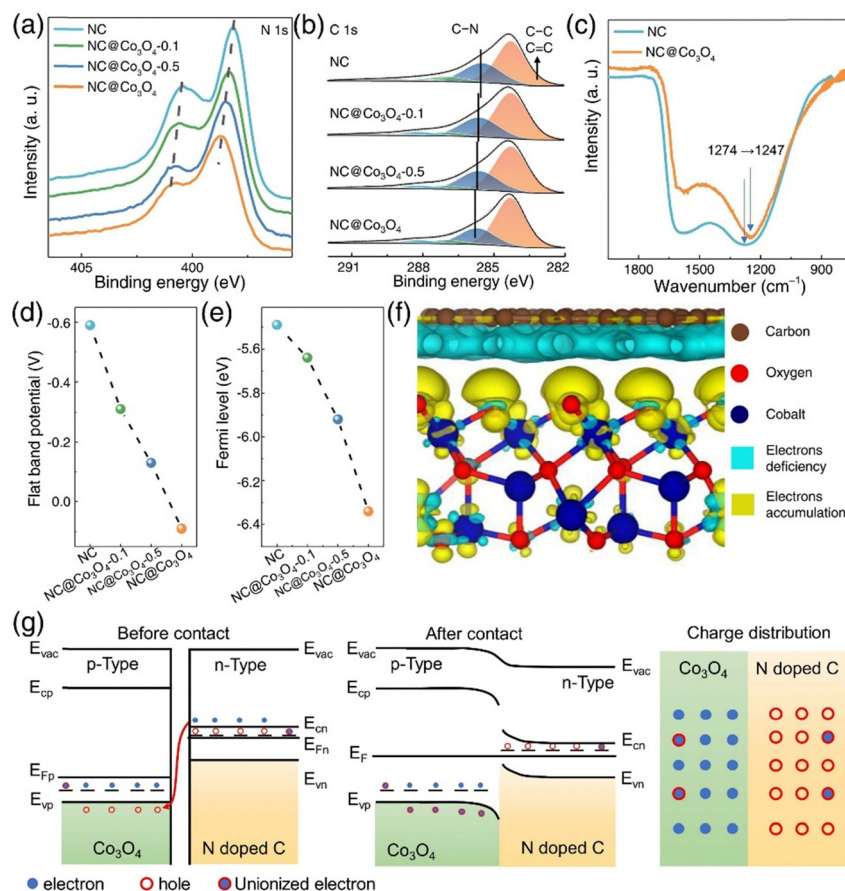 (a)
N 1s
NC
NC@Co₃O₄-0.1
NC@Co₃O₄-0.5
NC@Co₃O₄
Intensity (a. u.)
405
400
Binding energy (eV)
(b)
C 1s
C−N
C−C
C=C
NC
NC@Co₃O₄-0.1
NC@Co₃O₄-0.5
NC@Co₃O₄
Intensity (a. u.)
291
288
285
282
Binding energy (eV)
(c)
NC
NC@Co₃O₄
1274 →1247
Intensity (a. u.)
1800
1500
1200
900
Wavenumber (cm⁻¹)
(d)
Flat band potential (V)
-0.6
-0.4
-0.2
0.0
NC
NC@Co₃O₄-0.1
NC@Co₃O₄-0.5
NC@Co₃O₄
(e)
Fermi level (eV)
-5.6
-5.8
-6.0
-6.2
-6.4
NC
NC@Co₃O₄-0.1
NC@Co₃O₄-0.5
NC@Co₃O₄
(f)
Carbon
Oxygen
Cobalt
Electrons
deficiency
Electrons
accumulation
(g)
Before contact
Evac
p-Type
n-Type
Evac
Ecp
Ecn
EFn
EFp
Evn
Evp
Co₃O₄
N doped C
After contact
Evac
p-Type
n-Type
Evac
Ecp
Ecn
EF
Evn
Evp
Co₃O₄
N doped C
Charge distribution
Co₃O₄
N doped C
electron
hole
Unionized electron